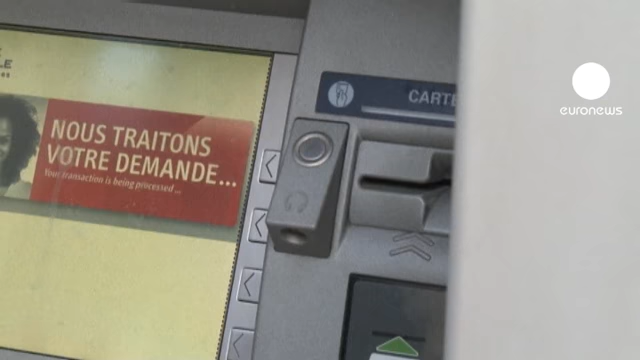 NOUS TRAITONS
VOTRE DEMANDE...
Your transaction is being processed ...
CARTE
euronews